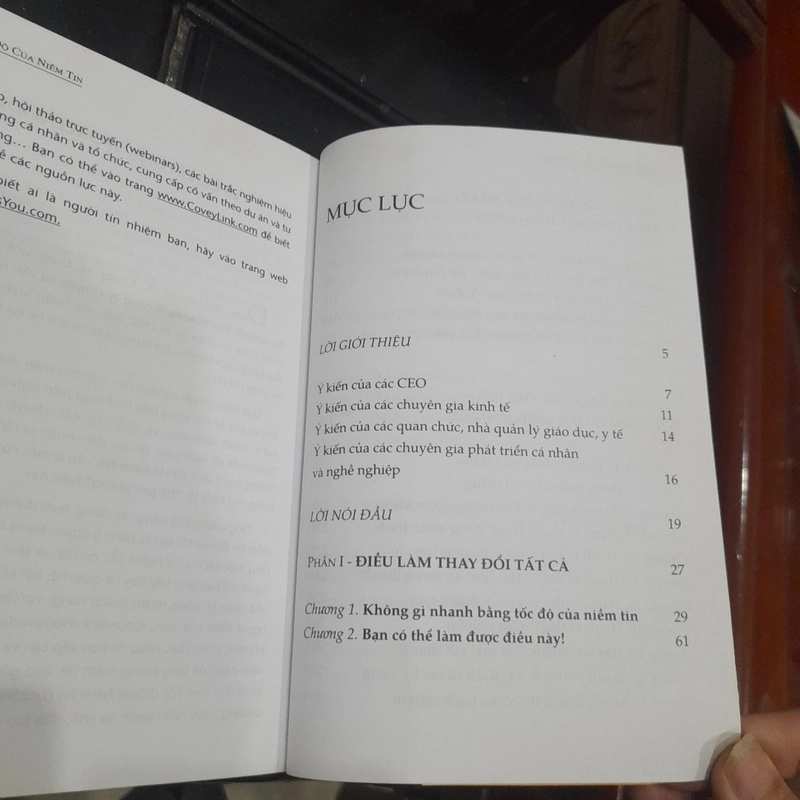 ĐỘ CỦA NIỀM TIN
hội thảo trực tuyến (webinars), các bài trắc nghiệm hiệu
cá nhân và tổ chức, cung cấp cố vấn theo dự án và tư
Bạn có thể vào trang www.CoveyLink.com để biết
các nguồn lực này.
biết ai là người tín nhiệm bạn, hãy vào trang web
You.com.
MỤC LỤC
LỜI GIỚI THIỆU 5
Ý kiến của các CEO 7
Ý kiến của các chuyên gia kinh tế 11
Ý kiến của các quan chức, nhà quản lý giáo dục, y tế 14
Ý kiến của các chuyên gia phát triển cá nhân
và nghề nghiệp 16
LỜI NÓI ĐẦU 19
PHẦN I - ĐIỀU LÀM THAY ĐỔI TẤT CẢ 27
Chương 1. Không gì nhanh bằng tốc độ của niềm tin 29
Chương 2. Bạn có thể làm được điều này! 61